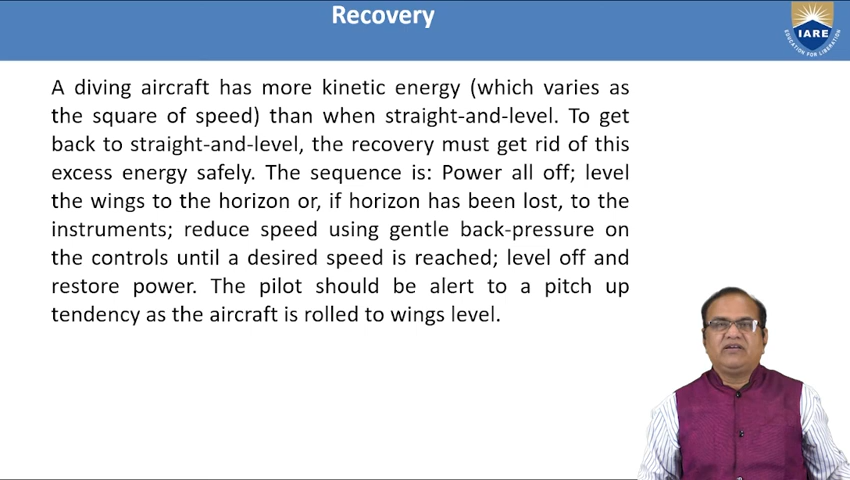 Recovery
IARE
EDUCATION FOR LIBERATION
A diving aircraft has more kinetic energy (which varies as
the square of speed) than when straight-and-level. To get
back to straight-and-level, the recovery must get rid of this
excess energy safely. The sequence is: Power all off; level
the wings to the horizon or, if horizon has been lost, to the
instruments; reduce speed using gentle back-pressure on
the controls until a desired speed is reached; level off and
restore power. The pilot should be alert to a pitch up
tendency as the aircraft is rolled to wings level.